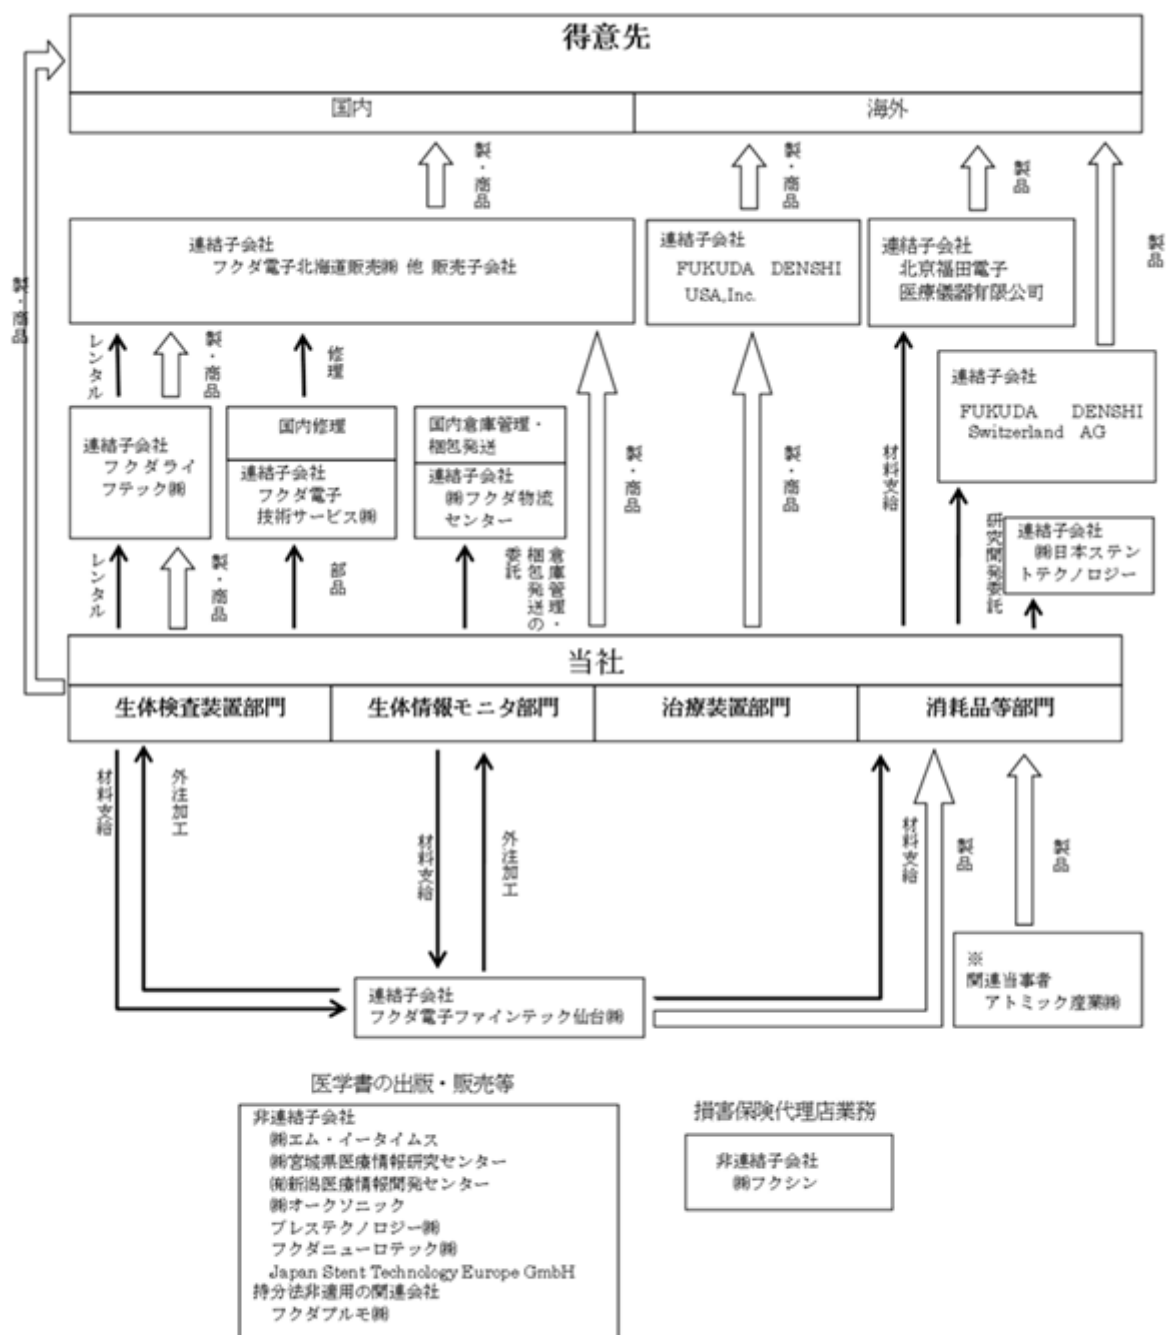 得意先
国内
海外
製・商品
製・商品
製品
製品
製・商品
連結子会社
フクダ電子北海道販売㈱ 他 販売子会社
連結子会社
FUKUDA DENSHI
USA,Inc.
連結子会社
北京福田電子
医療儀器有限公司
レンタル
製・商品
修理
連結子会社
FUKUDA DENSHI
Switzerland AG
連結子会社
フクダライ
フテック㈱
国内修理
連結子会社
フクダ電子
技術サービス㈱
国内倉庫管理・
梱包発送
連結子会社
㈱フクダ物流
センター
製・商品
製・商品
材料支給
研究開発委託
連結子会社
㈱日本ステン
トテクノロジー
レンタル
製・商品
部品
倉庫管理・
梱包発送の
委託
当社
生体検査装置部門
生体情報モニタ部門
治療装置部門
消耗品等部門
材料支給
外注加工
材料支給
外注加工
材料支給
製品
製品
連結子会社
フクダ電子ファインテック仙台㈱
※
関連当事者
アトミック産業㈱
医学書の出版・販売等
非連結子会社
㈱エム・イータイムス
㈱宮城県医療情報研究センター
㈲新潟医療情報開発センター
㈱オークソニック
ブレステクノロジー㈱
フクダニューロテック㈱
Japan Stent Technology Europe GmbH
持分法非適用の関連会社
フクダプルモ㈱
損害保険代理店業務
非連結子会社
㈱フクシン